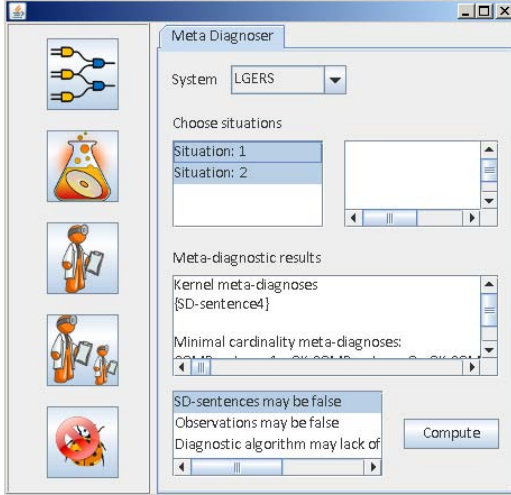 Meta Diagnoser
System LGERS
Choose situations
Situation: 1
Situation: 2
Meta-diagnostic results
Kernel meta-diagnoses
{SD-sentence4}
Minimal cardinality meta-diagnoses:
SD-sentences may be false
Observations may be false
Diagnostic algorithm may lack of
Compute